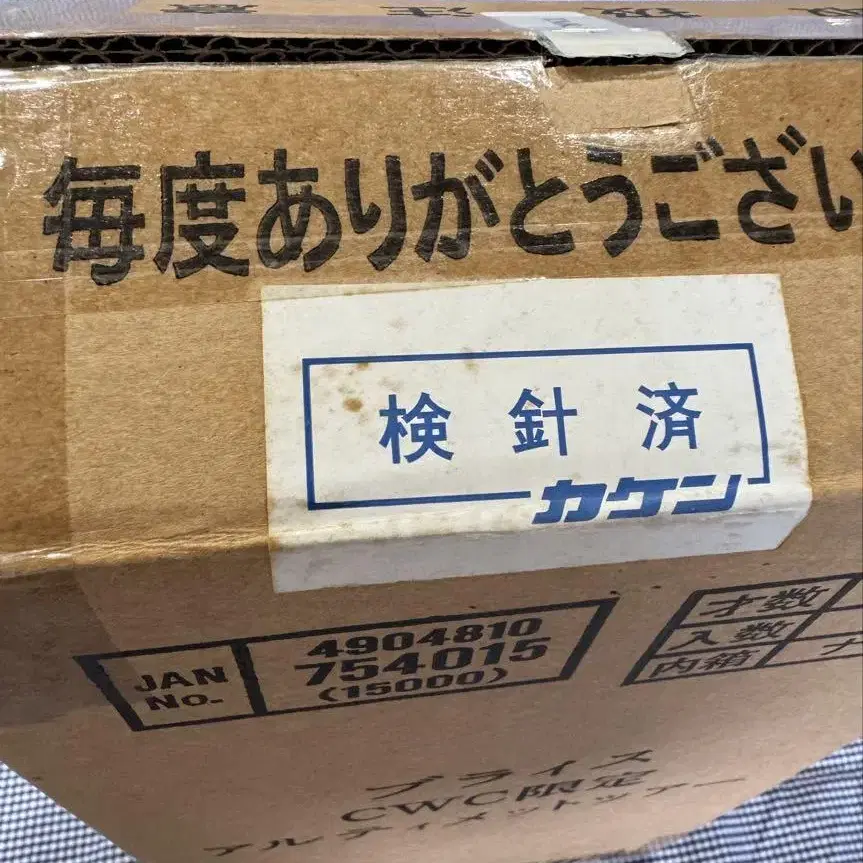 毎度ありがとうござい
検針済
カケン
JAN No.
4904810
754015
(15000)
才数
入数
内箱
ブライス
CWC限定
アルティメットツアー